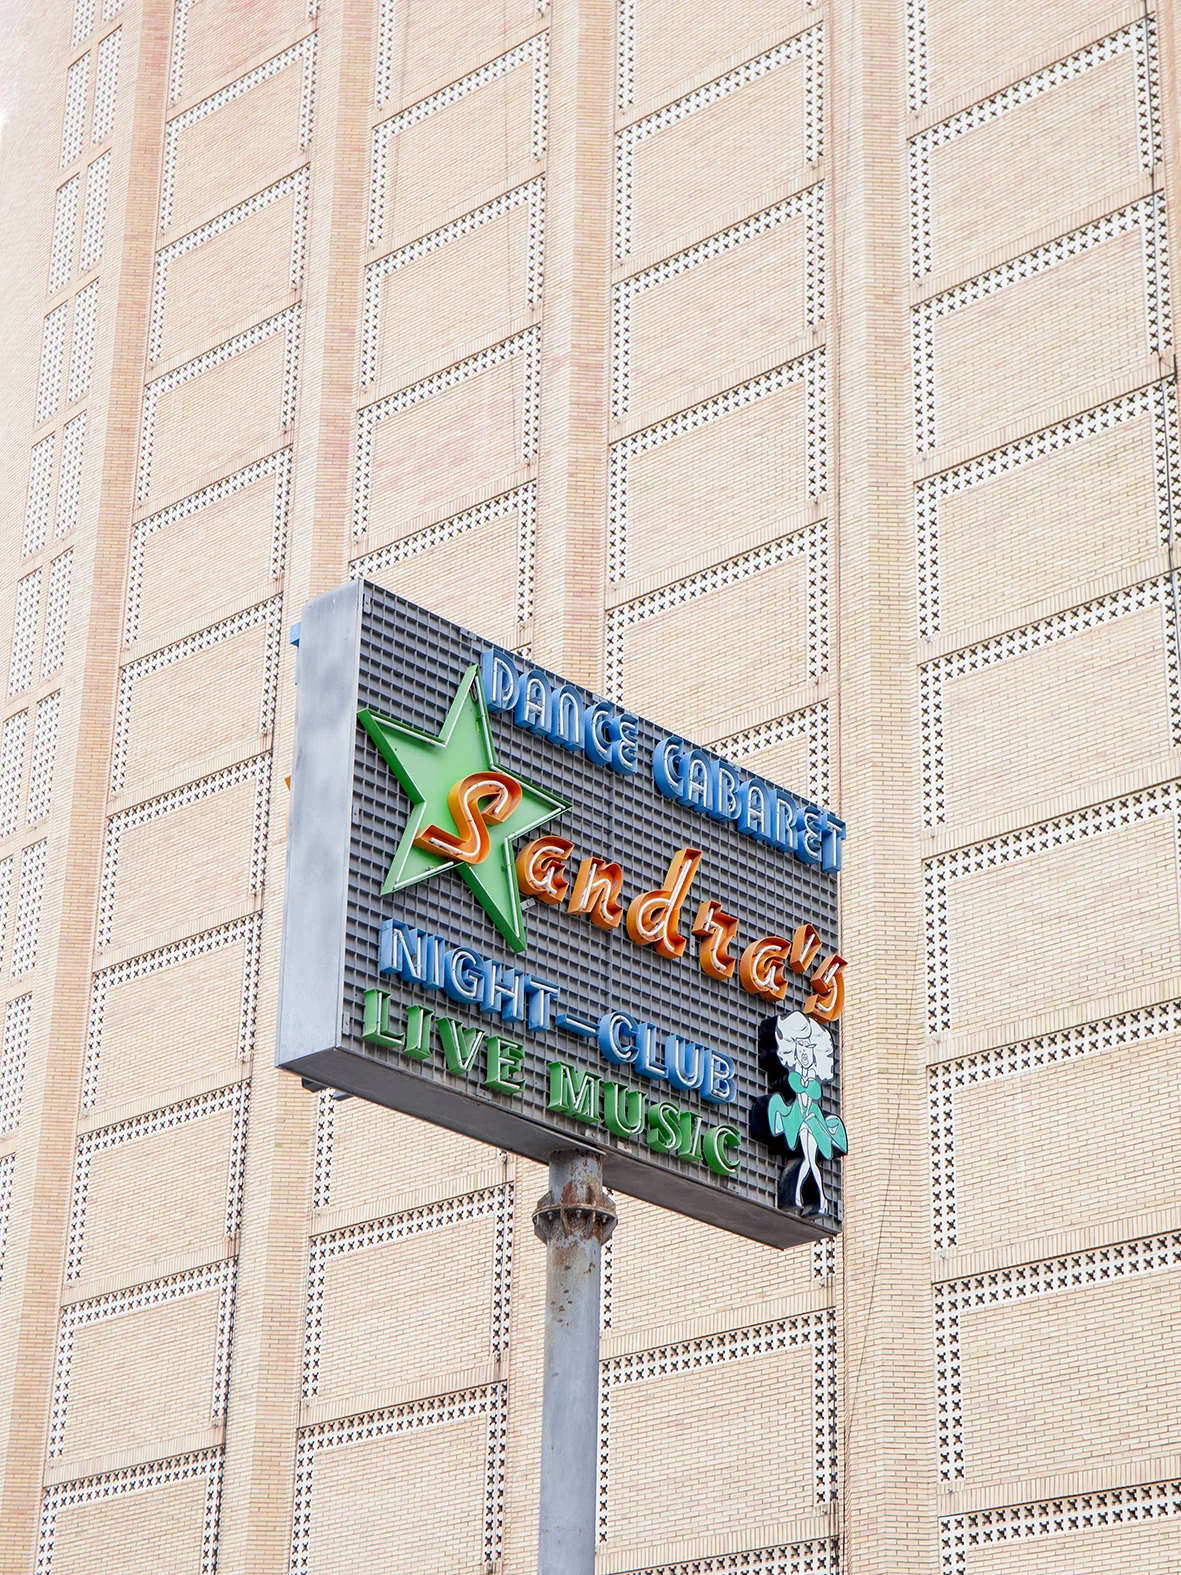 DANCE CABARET
Sandra's
NIGHT-CLUB
LIVE MUSIC